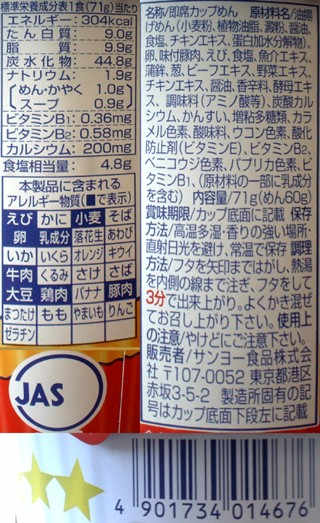 標準栄養成分表1食(71g)当たり
エネルギー:304kcal
たん白質: 9.0g
脂質: 9.9g
炭水化物: 44.8g
ナトリウム: 1.9g
(めん・かやく 1.0g)
(スープ 0.9g)
ビタミンB1:0.36mg
ビタミンB2:0.58mg
カルシウム: 200mg
食塩相当量: 4.8g
本製品に含まれる
アレルギー物質(■で表示)
えび かに 小麦 そば
卵 乳成分 落花生 あわび
いか いくら オレンジ キウイ
牛肉 くるみ さけ さば
大豆 鶏肉 バナナ 豚肉
まつたけ もも やまいも りんご
ゼラチン
JAS
名称/即席カップめん 原材料名/油揚
げめん(小麦粉、植物油脂、澱粉、醤油、
食塩、チキンエキス、蛋白加水分解物)、
卵、味付豚肉、えび、食塩、魚介エキス、
蒲鉾、葱、ビーフエキス、野菜エキス、
チキンエキス、醤油、香辛料、酵母エキ
ス、調味料(アミノ酸等)、炭酸カル
シウム、かんすい、増粘多糖類、カラ
メル色素、酸味料、ウコン色素、酸化
防止剤(ビタミンE)、ビタミンB2、
ベニコウジ色素、パプリカ色素、ビ
タミンB1、(原材料の一部に乳成分
を含む) 内容量/71g(めん60g)
賞味期限/カップ底面に記載 保存
方法/高温多湿・香りの強い場所・
直射日光を避け、常温で保存 調理
方法/フタを矢印まではがし、熱湯
を内側の線まで注ぎ、フタをして
3分で出来上がり。よくかき混ぜ
てお召し上がり下さい。使用上
の注意/やけどにご注意下さい。
販売者/サンヨー食品株式会
社 〒107-0052 東京都港区
赤坂3-5-2 製造所固有の記
号はカップ底面下段左に記載
4 901734 014676